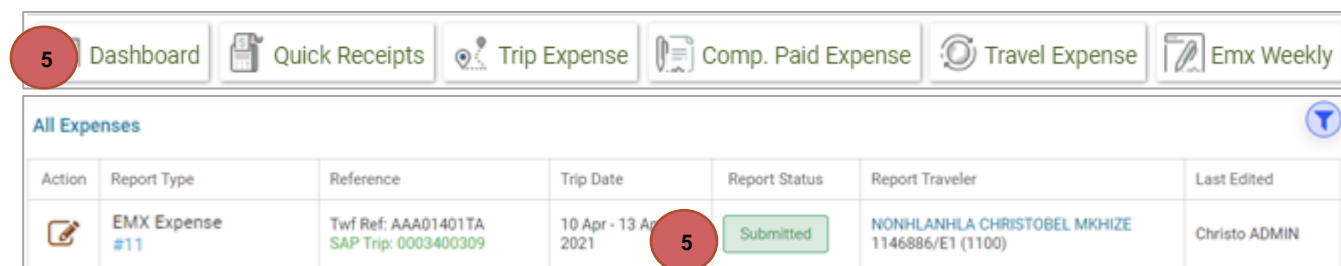 5 Dashboard Quick Receipts Trip Expense Comp. Paid Expense Travel Expense Emx Weekly
All Expenses
Action Report Type Reference Trip Date Report Status Report Traveler Last Edited
EMX Expense Twf Ref: AAA01401TA 10 Apr - 13 5 Submitted NONHLANHLA CHRISTOBEL MKHIZE Christo ADMIN
#11 SAP Trip: 0003400309 2021 1146886/E1 (1100)